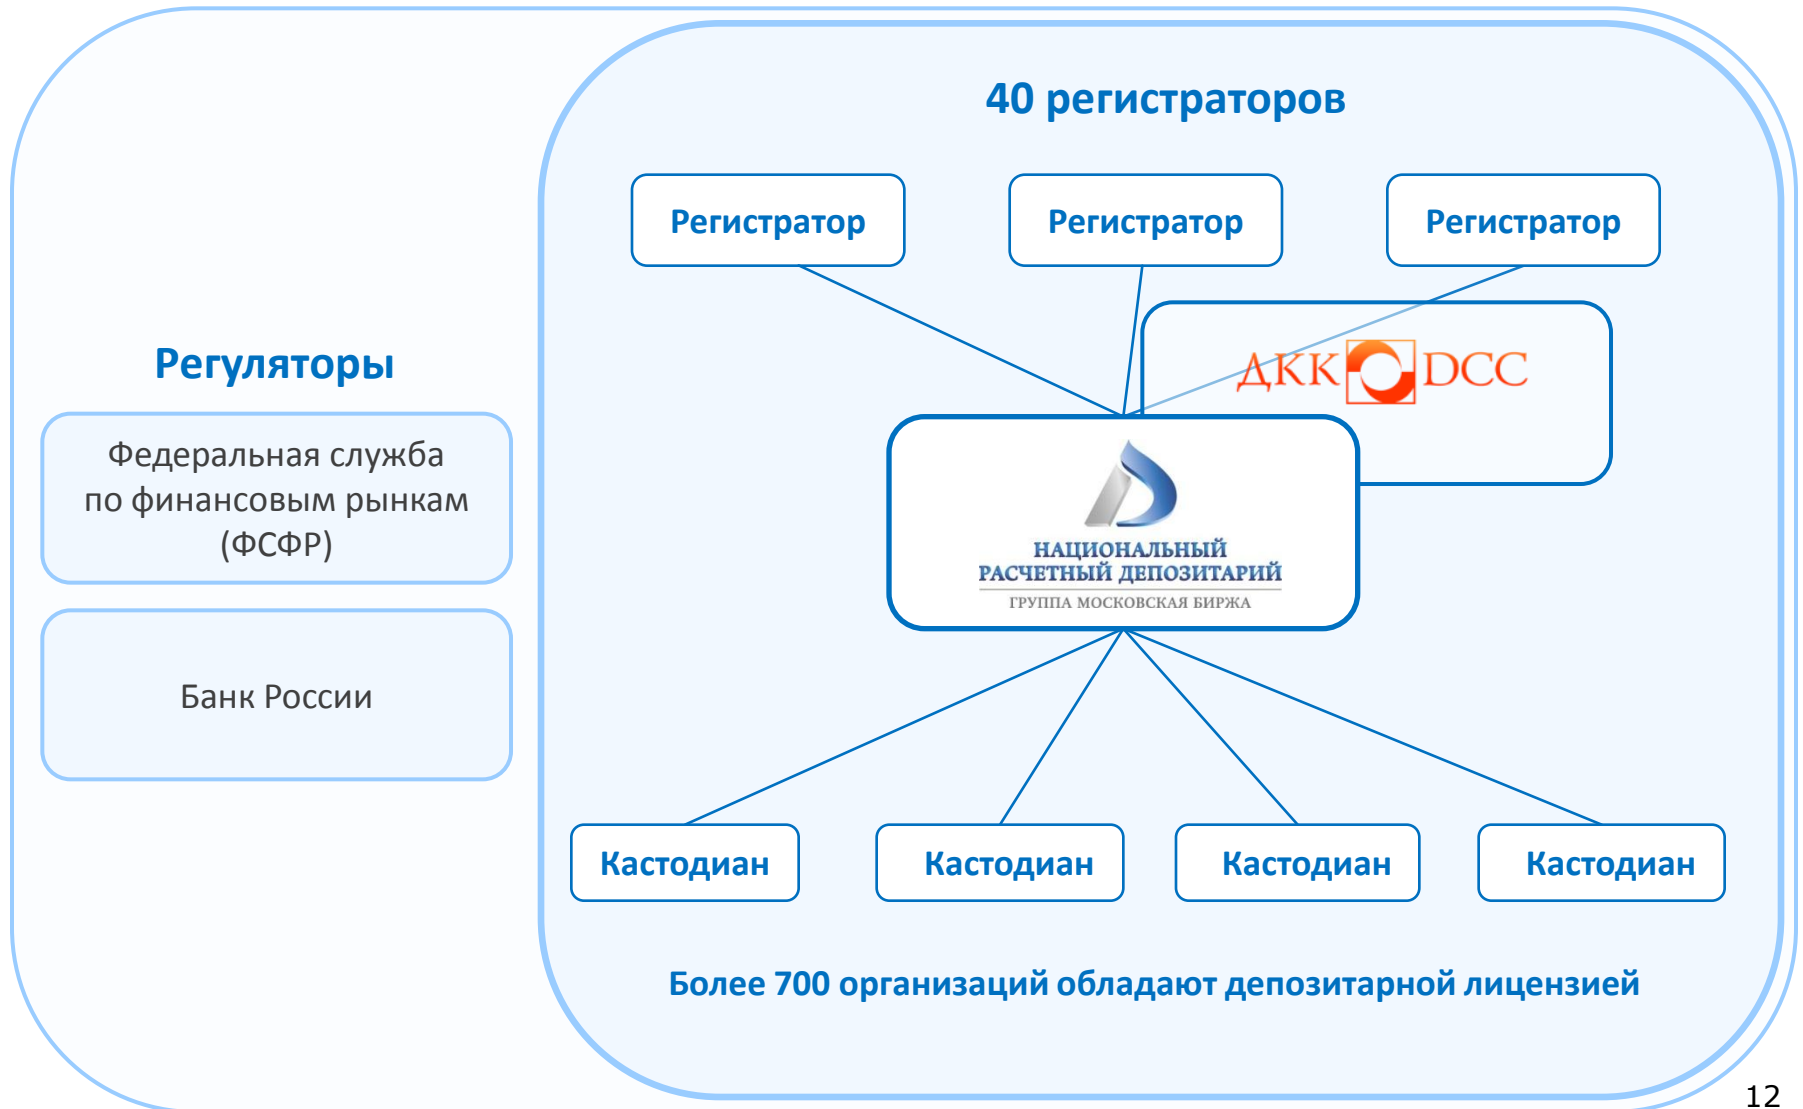 40 регистраторов
Регистратор
Регистратор
Регистратор
ДКК DCC
Регуляторы
Федеральная служба
по финансовым рынкам
(ФСФР)
НАЦИОНАЛЬНЫЙ
РАСЧЕТНЫЙ ДЕПОЗИТАРИЙ
ГРУППА МОСКОВСКАЯ БИРЖА
Банк России
Кастодиан
Кастодиан
Кастодиан
Кастодиан
Более 700 организаций обладают депозитарной лицензией
12